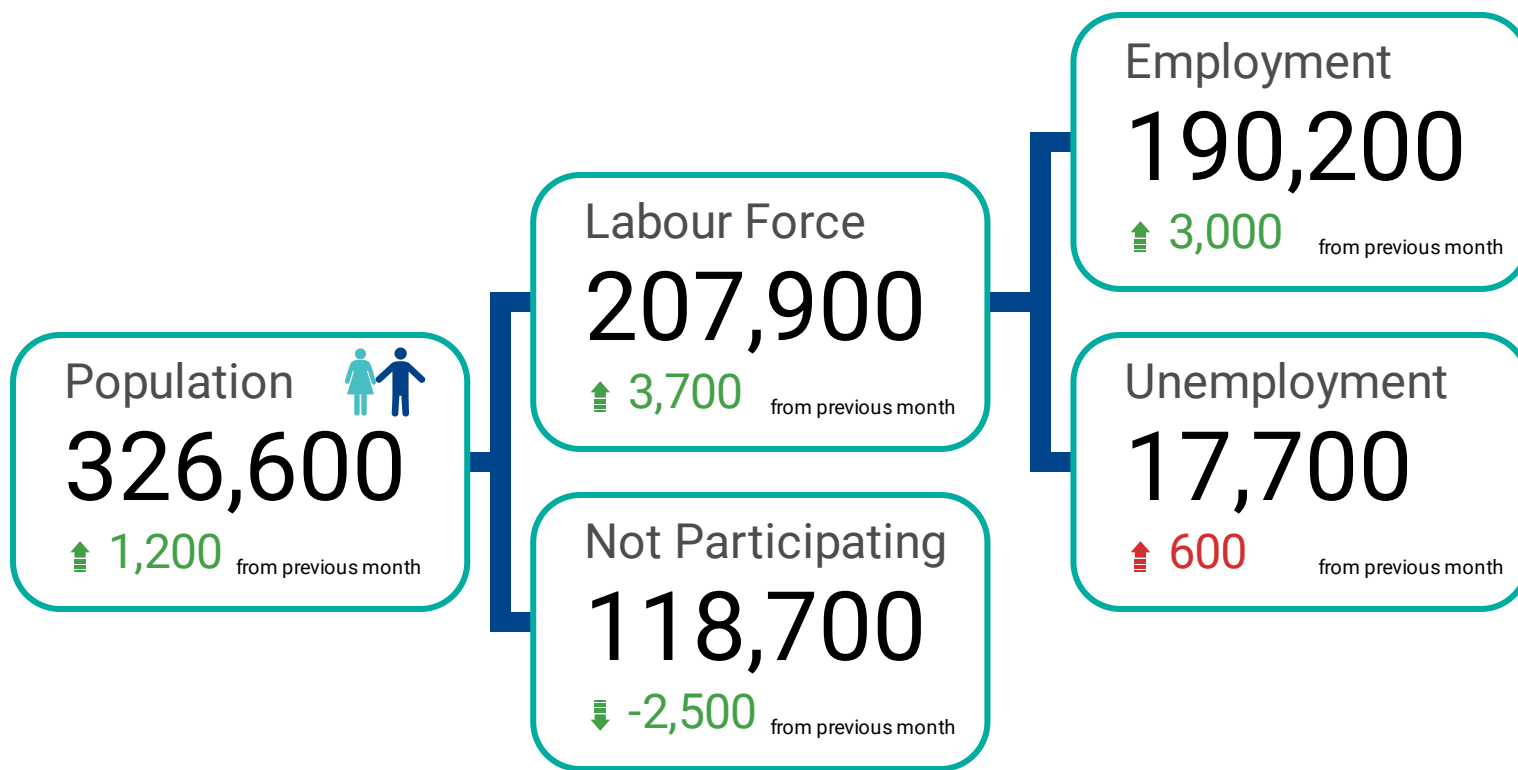 Population
326,600
1,200 from previous month
Labour Force
207,900
3,700 from previous month
Not Participating
118,700
-2,500 from previous month
Employment
190,200
3,000 from previous month
Unemployment
17,700
600 from previous month